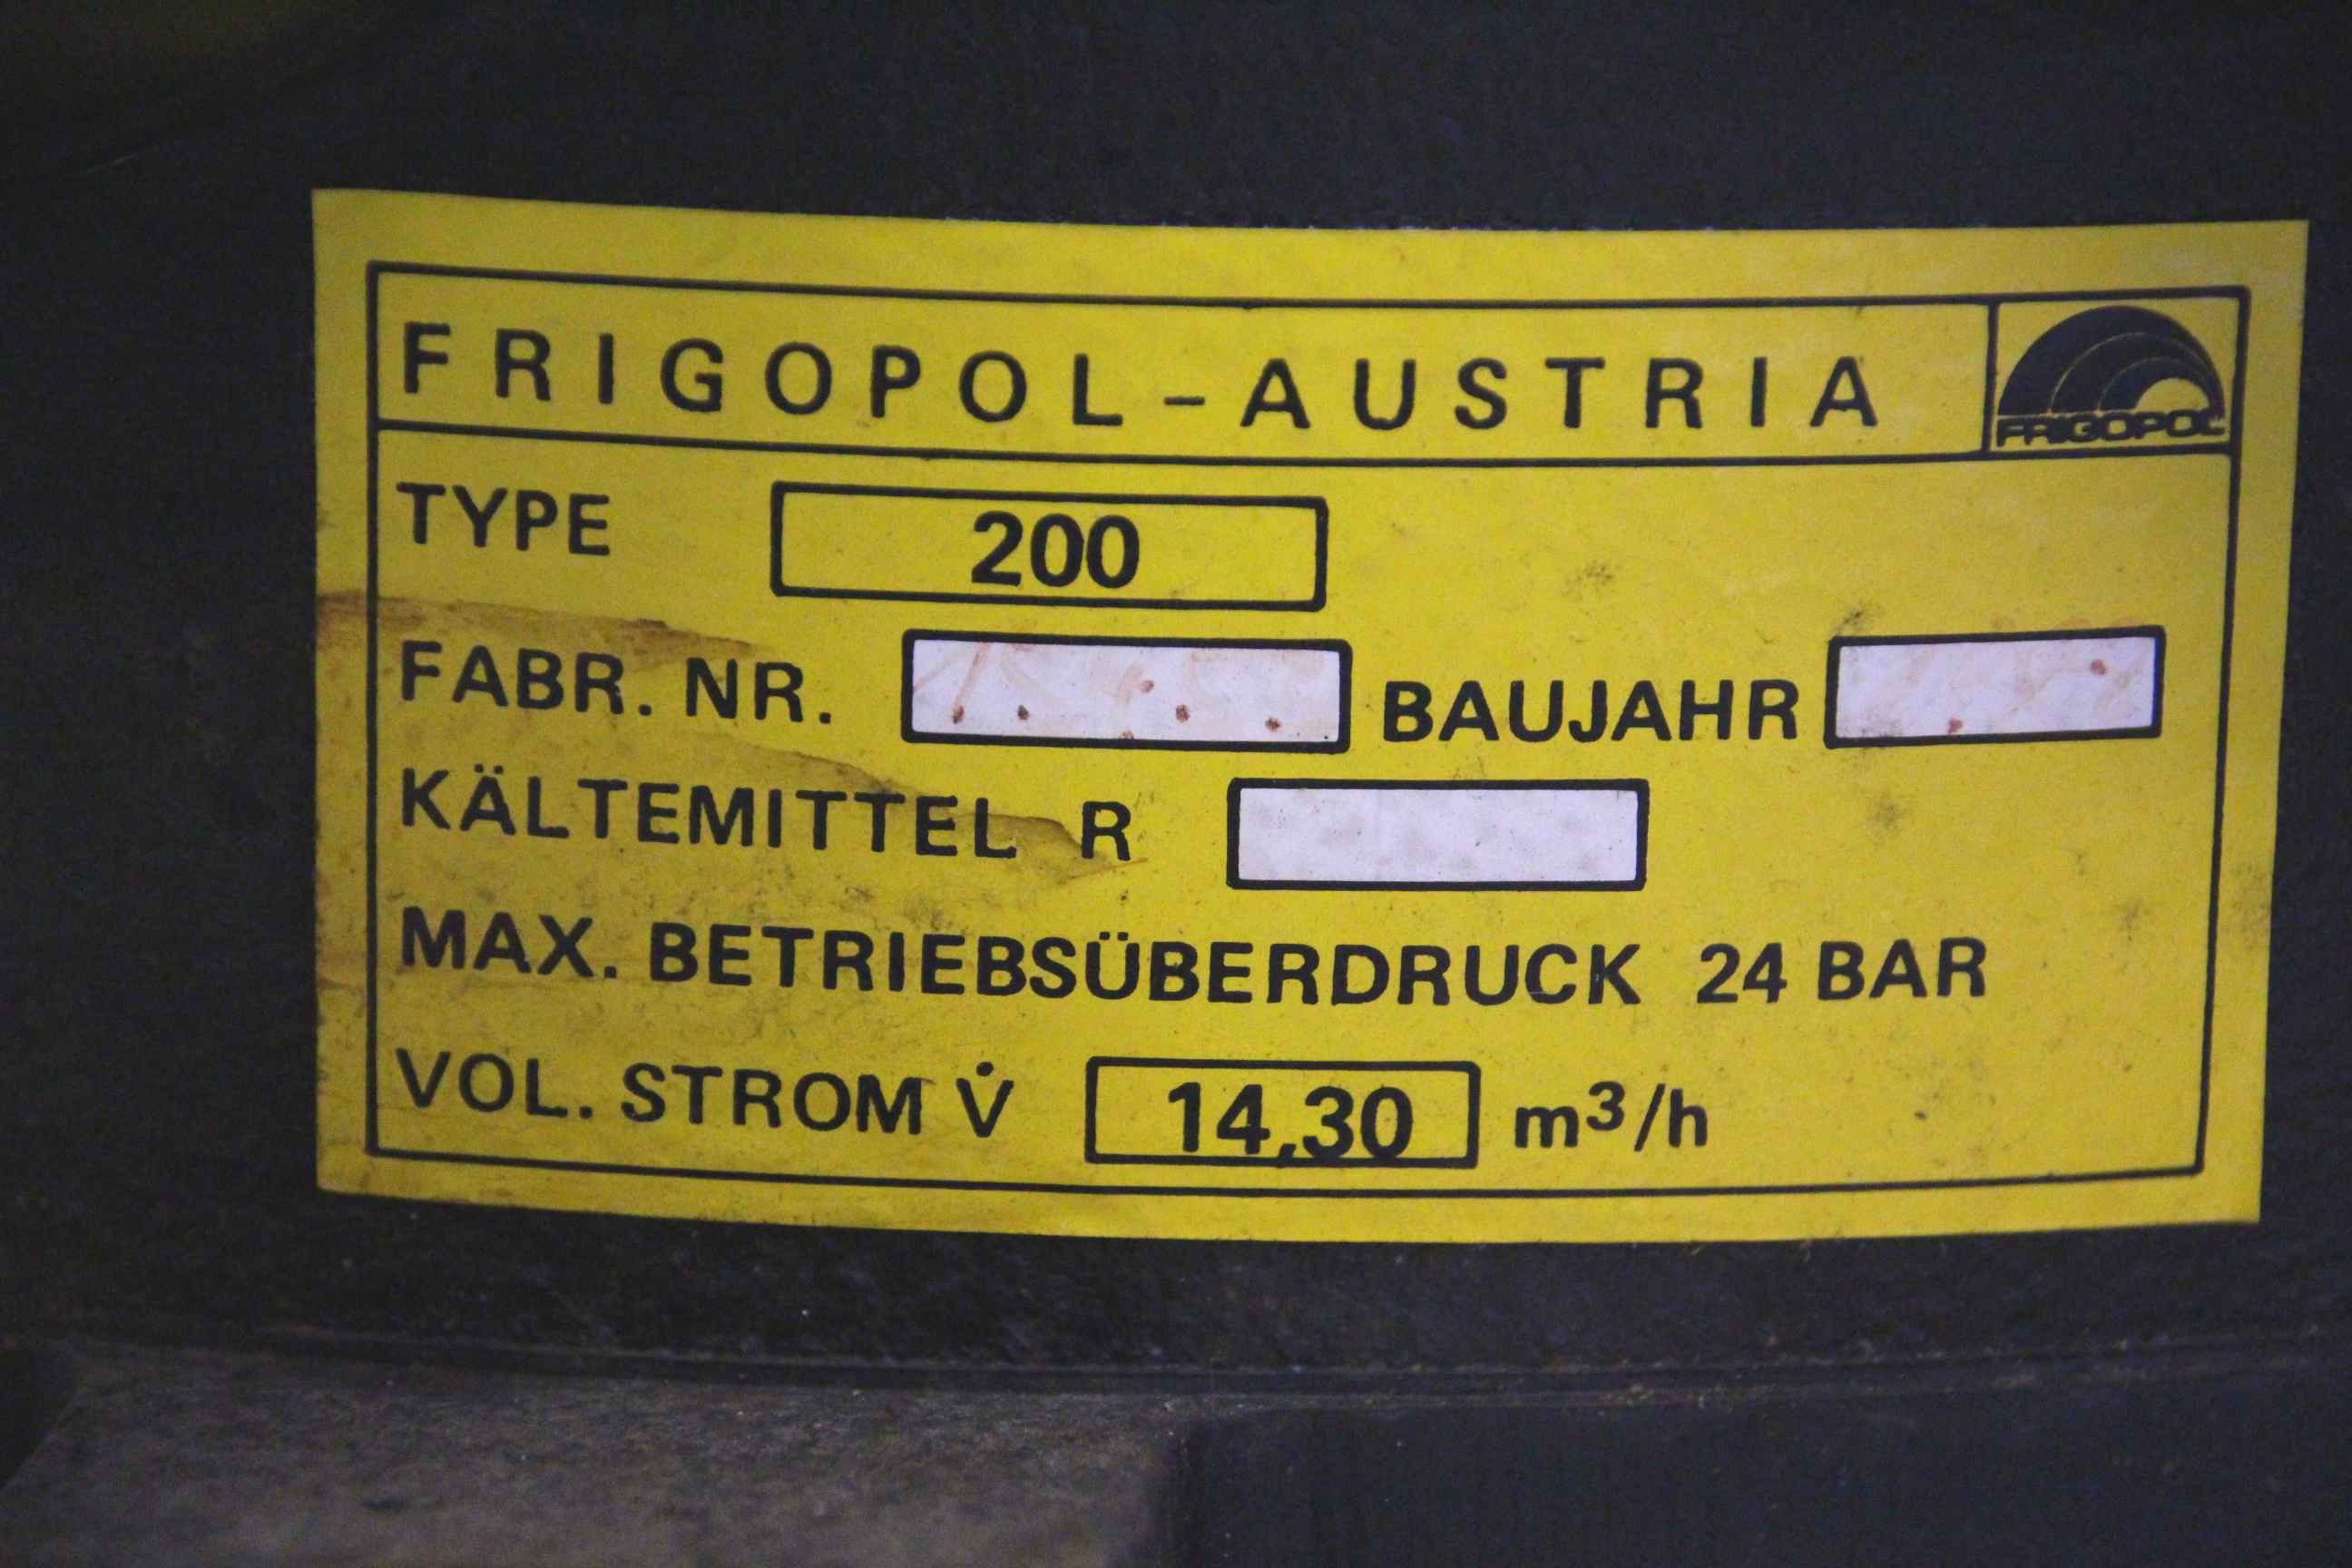 FRIGOPOL-AUSTRIA FRIGOPOL
TYPE 200
FABR. NR. BAUJAHR
KÄLTEMITTEL R
MAX. BETRIEBSÜBERDRUCK 24 BAR
VOL. STROM V̇ 14,30 m³/h